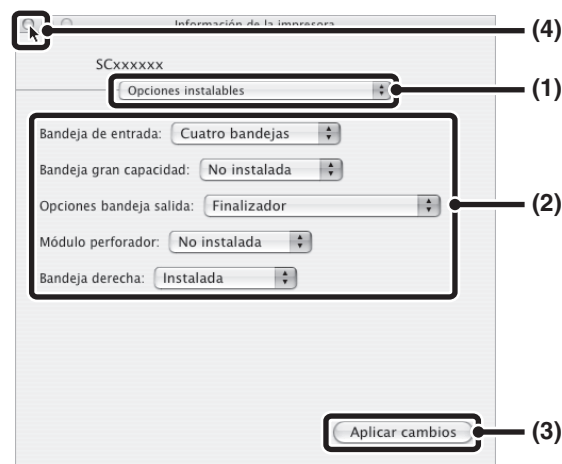 Información de la impresora
(4)
SCxxxxxx
Opciones instalables
(1)
Bandeja de entrada: Cuatro bandejas
Bandeja gran capacidad: No instalada
Opciones bandeja salida: Finalizador
(2)
Módulo perforador: No instalada
Bandeja derecha: Instalada
Aplicar cambios
(3)